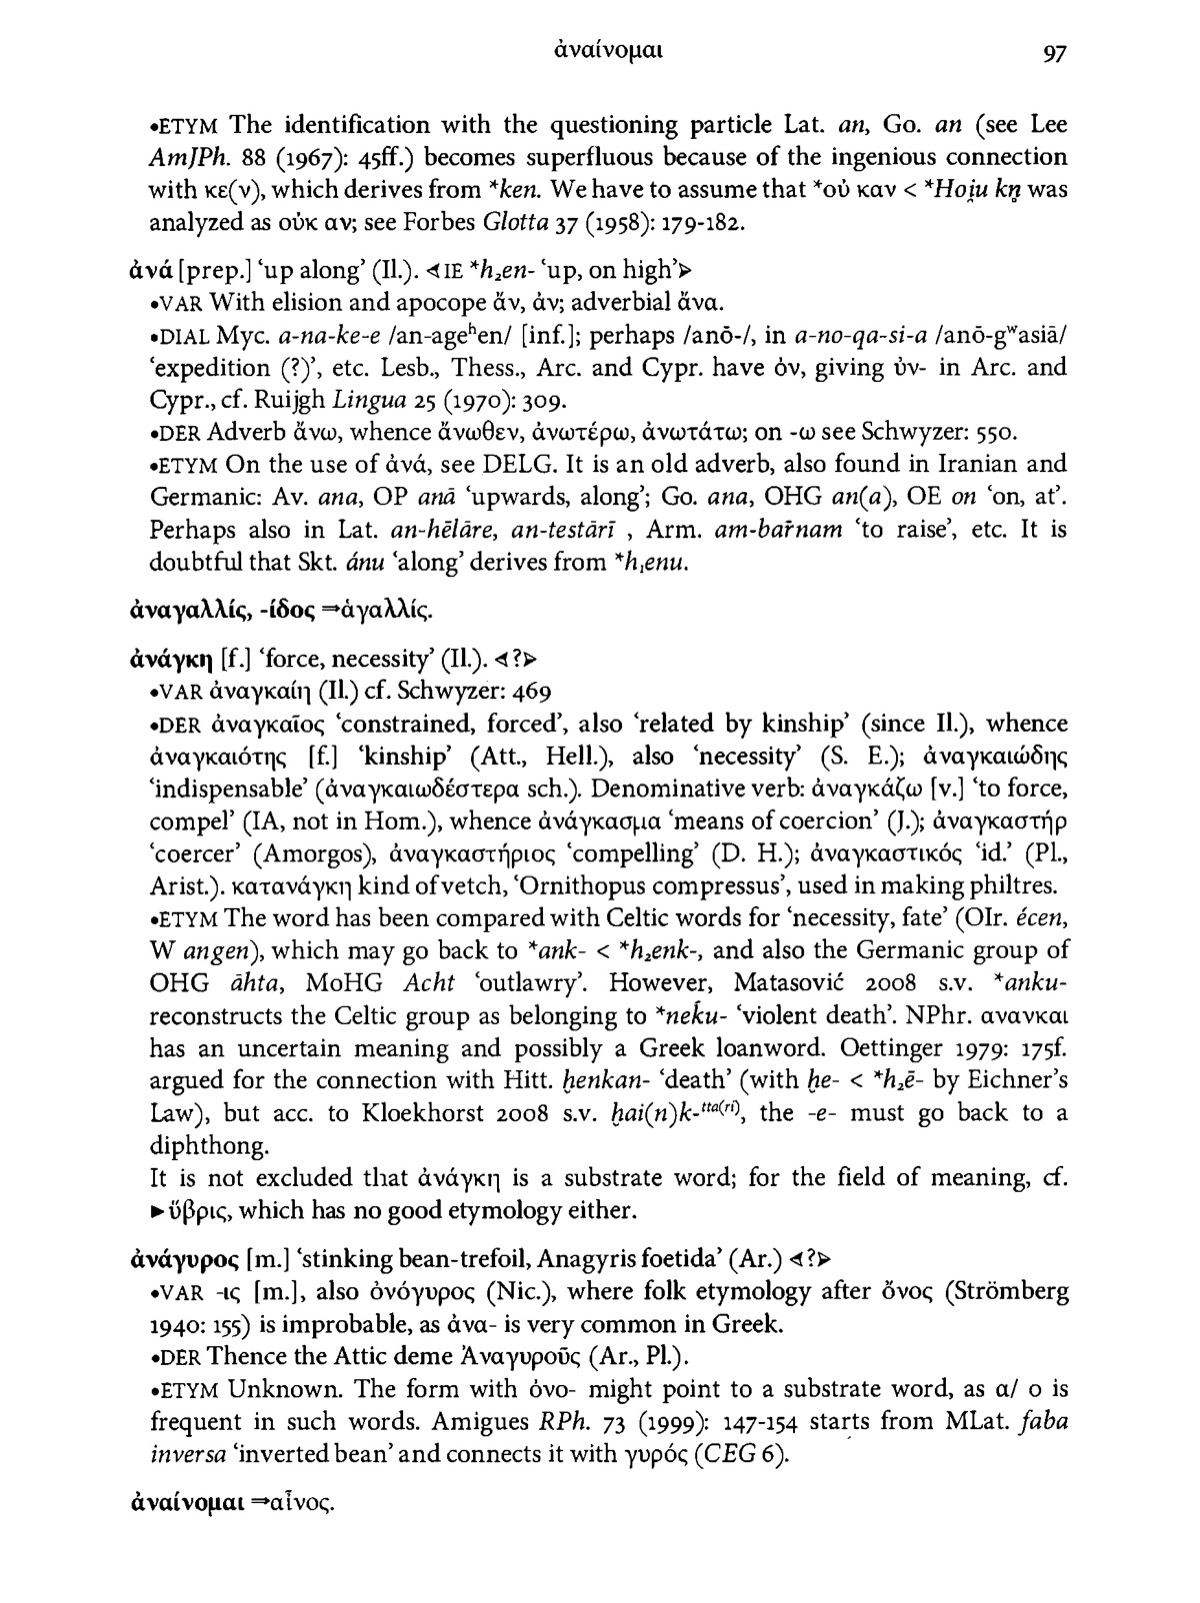 ἀναίνομαι 97
•ETYM The identification with the questioning particle Lat. an, Go. an (see Lee
AmJPh. 88 (1967): 45ff.) becomes superfluous because of the ingenious connection
with κε(ν), which derives from *ken. We have to assume that *οὐ καν < *Hoi̯u kn̥ was
analyzed as οὐκ αν; see Forbes Glotta 37 (1958): 179-182.
ἀνά [prep.] ‘up along’ (Il.). ⊲IE *h₂en- ‘up, on high’⊳
•VAR With elision and apocope ἄν, ἀν; adverbial ἄνα.
•DIAL Myc. a-na-ke-e /an-ageʰen/ [inf.]; perhaps /anō-/, in a-no-qa-si-a /anō-gʷasiā/
‘expedition (?)’, etc. Lesb., Thess., Arc. and Cypr. have ὀν, giving ὐν- in Arc. and
Cypr., cf. Ruijgh Lingua 25 (1970): 309.
•DER Adverb ἄνω, whence ἄνωθεν, ἀνωτέρω, ἀνωτάτω; on -ω see Schwyzer: 550.
•ETYM On the use of ἀνά, see DELG. It is an old adverb, also found in Iranian and
Germanic: Av. ana, OP anā ‘upwards, along’; Go. ana, OHG an(a), OE on ‘on, at’.
Perhaps also in Lat. an-hēlāre, an-testārī , Arm. am-baṙnam ‘to raise’, etc. It is
doubtful that Skt. ánu ‘along’ derives from *h₁enu.
ἀναγαλλίς, -ίδος ⇒ἀγαλλίς.
ἀνάγκη [f.] ‘force, necessity’ (Il.). ⊲?⊳
•VAR ἀναγκαίη (Il.) cf. Schwyzer: 469
•DER ἀναγκαῖος ‘constrained, forced’, also ‘related by kinship’ (since Il.), whence
ἀναγκαιότης [f.] ‘kinship’ (Att., Hell.), also ‘necessity’ (S. E.); ἀναγκαιώδης
‘indispensable’ (ἀναγκαιωδέστερα sch.). Denominative verb: ἀναγκάζω [v.] ‘to force,
compel’ (IA, not in Hom.), whence ἀνάγκασμα ‘means of coercion’ (J.); ἀναγκαστήρ
‘coercer’ (Amorgos), ἀναγκαστήριος ‘compelling’ (D. H.); ἀναγκαστικός ‘id.’ (Pl.,
Arist.). κατανάγκη kind of vetch, ‘Ornithopus compressus’, used in making philtres.
•ETYM The word has been compared with Celtic words for ‘necessity, fate’ (OIr. écen,
W angen), which may go back to *ank- < *h₂enk-, and also the Germanic group of
OHG āhta, MoHG Acht ‘outlawry’. However, Matasović 2008 s.v. *anku-
reconstructs the Celtic group as belonging to *neḱu- ‘violent death’. NPhr. ανανκαι
has an uncertain meaning and possibly a Greek loanword. Oettinger 1979: 175f.
argued for the connection with Hitt. ḫenkan- ‘death’ (with ḫe- < *h₂ē- by Eichner’s
Law), but acc. to Kloekhorst 2008 s.v. ḫai(n)k-ᵗᵗᵃ⁽ʳⁱ⁾, the -e- must go back to a
diphthong.
It is not excluded that ἀνάγκη is a substrate word; for the field of meaning, cf.
►ὕβρις, which has no good etymology either.
ἀνάγυρος [m.] ‘stinking bean-trefoil, Anagyris foetida’ (Ar.) ⊲?⊳
•VAR -ις [m.], also ὀνόγυρος (Nic.), where folk etymology after ὄνος (Strömberg
1940: 155) is improbable, as ἀνα- is very common in Greek.
•DER Thence the Attic deme Ἀναγυροῦς (Ar., Pl.).
•ETYM Unknown. The form with ὀνο- might point to a substrate word, as α/ ο is
frequent in such words. Amigues RPh. 73 (1999): 147-154 starts from MLat. faba
inversa ‘inverted bean’ and connects it with γυρός (CEG 6).
ἀναίνομαι ⇒αἶνος.